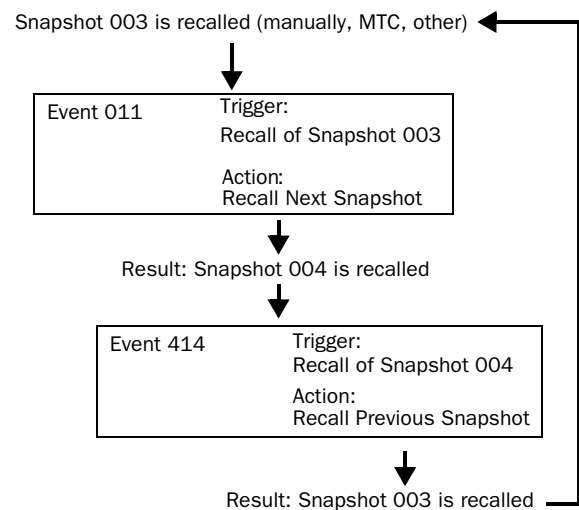 Snapshot 003 is recalled (manually, MTC, other)
Event 011
Trigger:
Recall of Snapshot 003
Action:
Recall Next Snapshot
Result: Snapshot 004 is recalled
Event 414
Trigger:
Recall of Snapshot 004
Action:
Recall Previous Snapshot
Result: Snapshot 003 is recalled